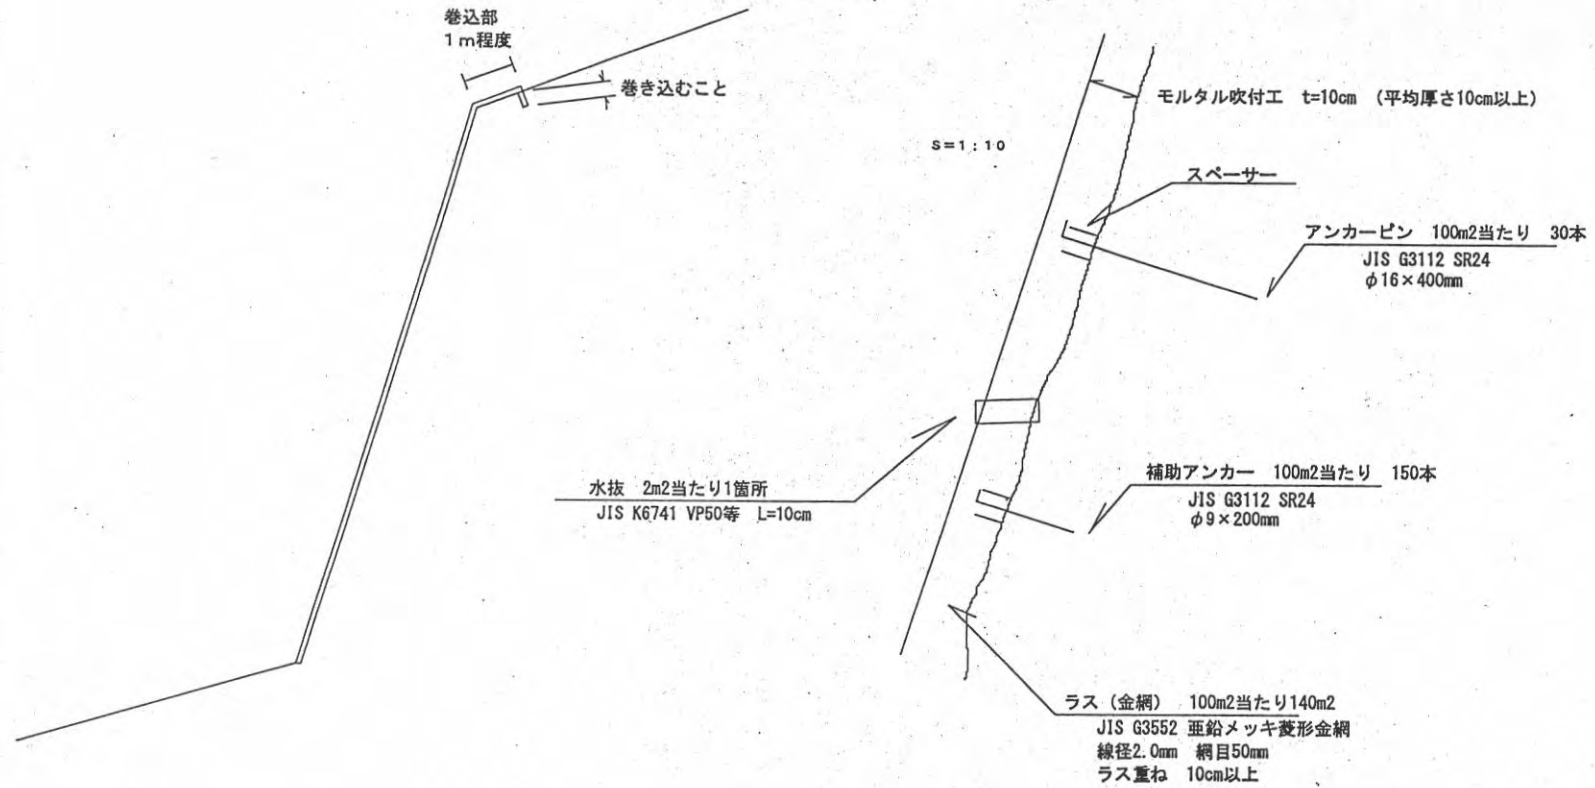 巻込部
1m程度
巻き込むこと
S=1:10
モルタル吹付工 t=10cm (平均厚さ10cm以上)
スペーサー
アンカーピン 100m2当たり 30本
JIS G3112 SR24
φ16×400mm
水抜 2m2当たり1箇所
JIS K6741 VP50等 L=10cm
補助アンカー 100m2当たり 150本
JIS G3112 SR24
φ9×200mm
ラス(金網) 100m2当たり140m2
JIS G3552 亜鉛メッキ菱形金網
線径2.0mm 網目50mm
ラス重ね 10cm以上